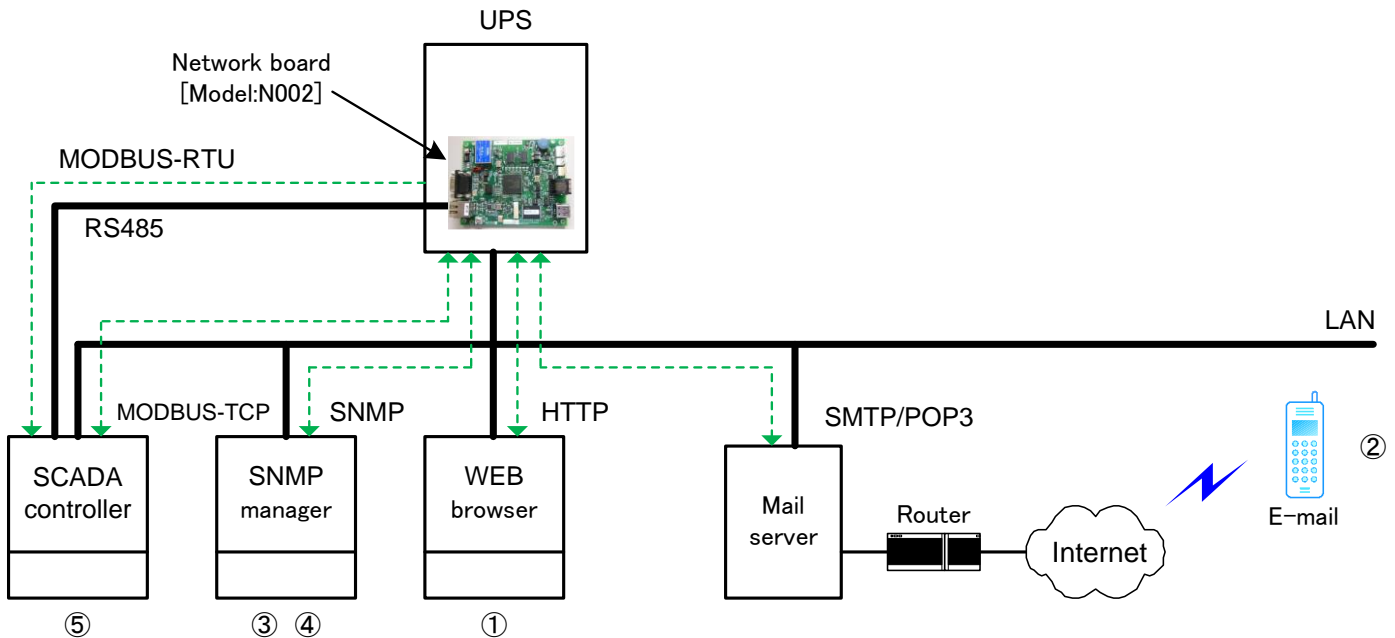 UPS
Network board
[Model:N002]
MODBUS-RTU
RS485
LAN
MODBUS-TCP
SNMP
HTTP
SMTP/POP3
SCADA
controller
SNMP
manager
WEB
browser
Mail
server
Router
Internet
E-mail
②
⑤
③ ④
①